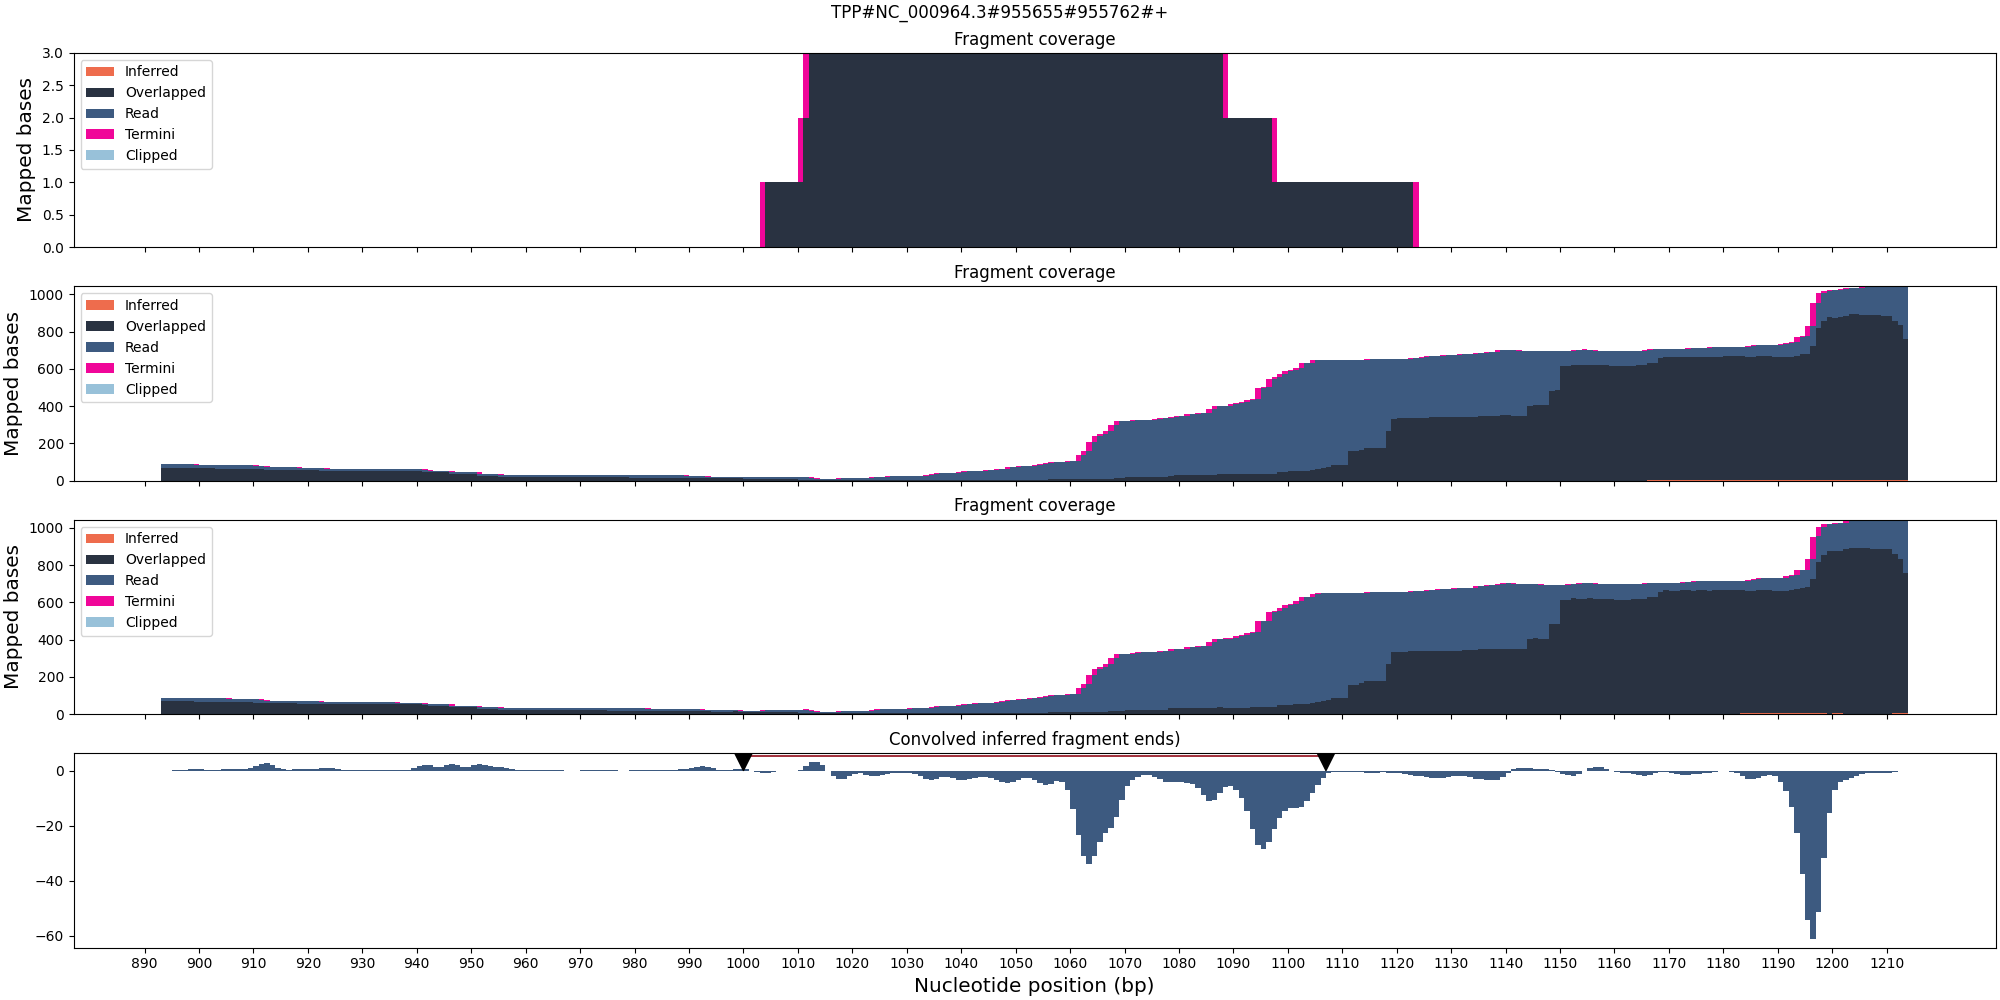 TPP#NC_000964.3#955655#955762#+
Fragment coverage
Mapped bases
3.0
2.5
2.0
1.5
1.0
0.5
0.0
Inferred
Overlapped
Read
Termini
Clipped
Fragment coverage
Mapped bases
1000
800
600
400
200
0
Inferred
Overlapped
Read
Termini
Clipped
Fragment coverage
Mapped bases
1000
800
600
400
200
0
Inferred
Overlapped
Read
Termini
Clipped
Convolved inferred fragment ends)
0
−20
−40
−60
890 900 910 920 930 940 950 960 970 980 990 1000 1010 1020 1030 1040 1050 1060 1070 1080 1090 1100 1110 1120 1130 1140 1150 1160 1170 1180 1190 1200 1210
Nucleotide position (bp)